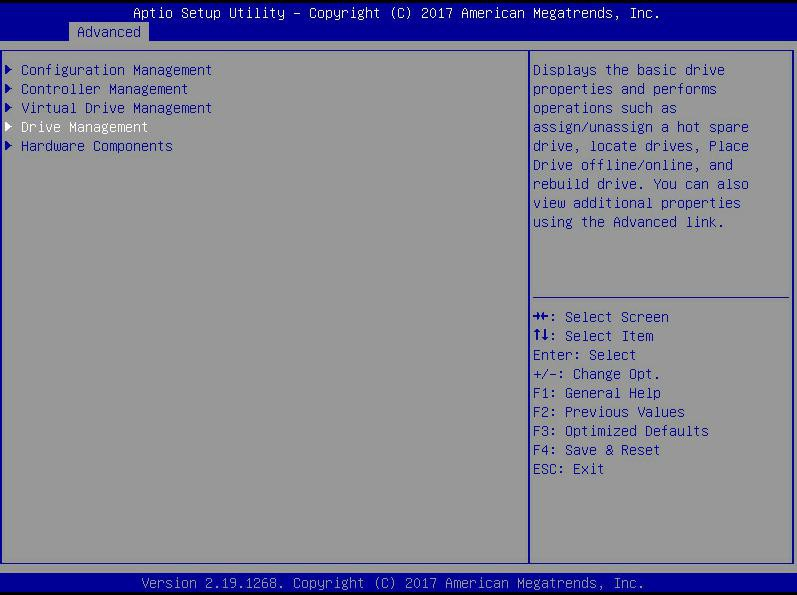 Aptio Setup Utility – Copyright (C) 2017 American Megatrends, Inc.
Advanced
Configuration Management
Controller Management
Virtual Drive Management
Drive Management
Hardware Components
Displays the basic drive
properties and performs
operations such as
assign/unassign a hot spare
drive, locate drives, Place
Drive offline/online, and
rebuild drive. You can also
view additional properties
using the Advanced link.
→←: Select Screen
↑↓: Select Item
Enter: Select
+/-: Change Opt.
F1: General Help
F2: Previous Values
F3: Optimized Defaults
F4: Save & Reset
ESC: Exit
Version 2.19.1268. Copyright (C) 2017 American Megatrends, Inc.